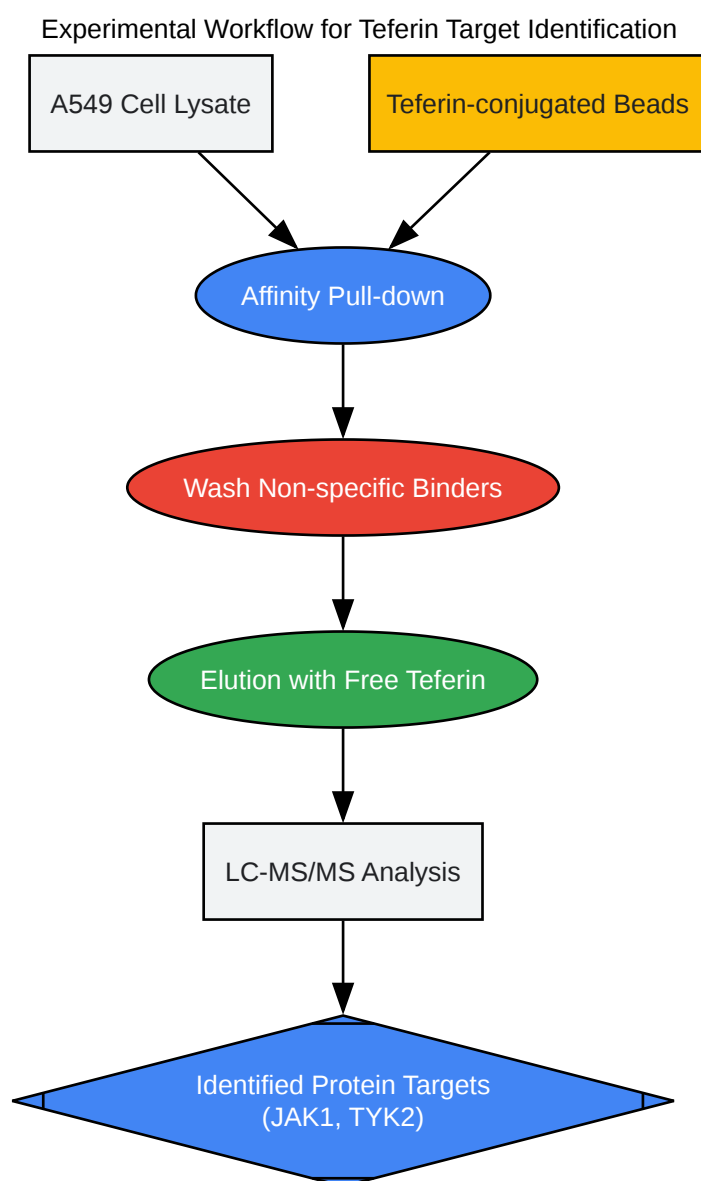 Experimental Workflow for Teferin Target Identification
A549 Cell Lysate
Teferin-conjugated Beads
Affinity Pull-down
Wash Non-specific Binders
Elution with Free Teferin
LC-MS/MS Analysis
Identified Protein Targets
(JAK1, TYK2)